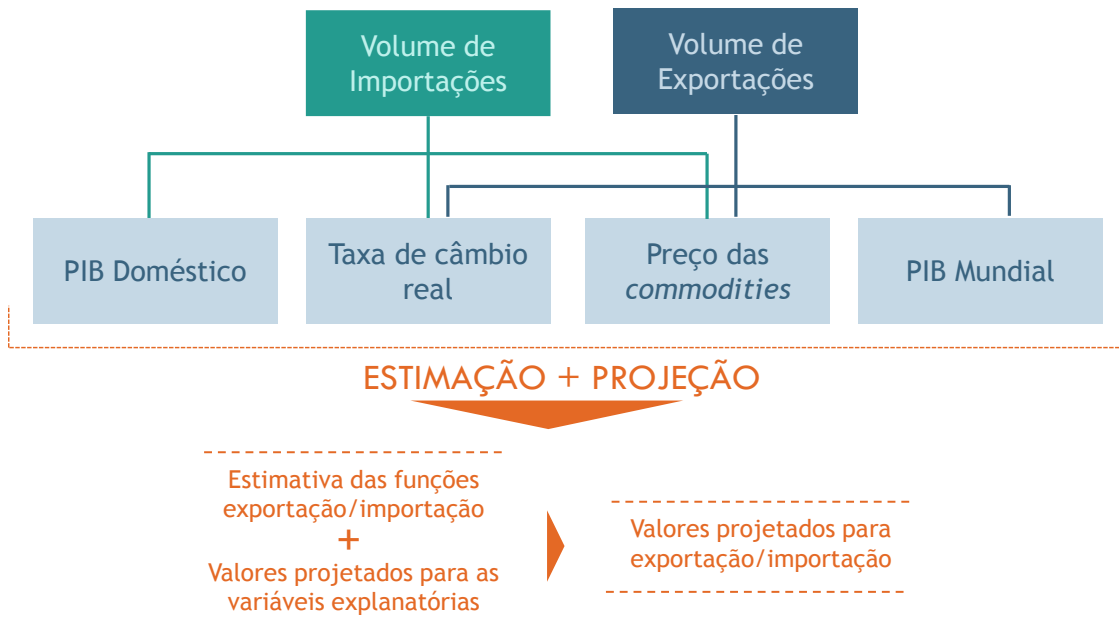 Volume de
Importações
Volume de
Exportações
PIB Doméstico
Taxa de câmbio
real
Preço das
commodities
PIB Mundial
ESTIMAÇÃO + PROJEÇÃO
Estimativa das funções
exportação/importação
+
Valores projetados para as
variáveis explanatórias
Valores projetados para
exportação/importação